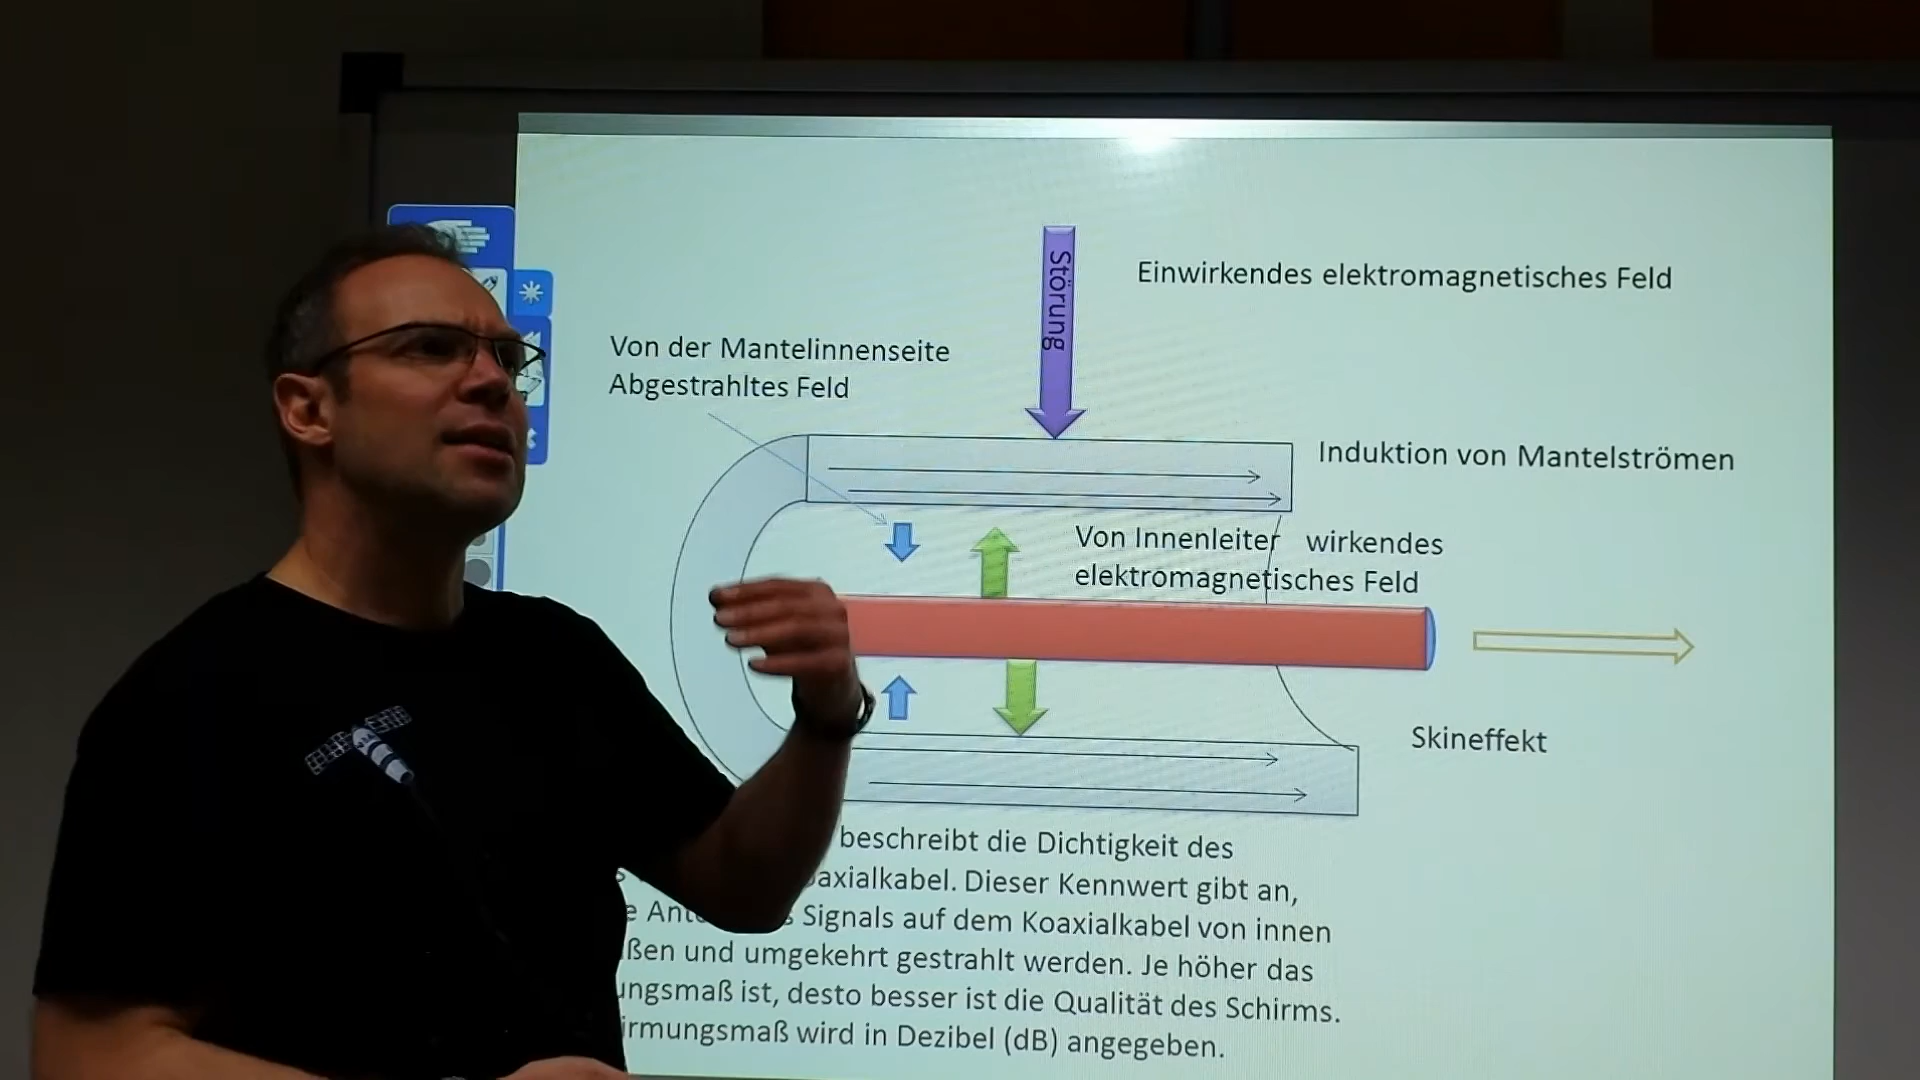 Störung
Einwirkendes elektromagnetisches Feld
Von der Mantelinnenseite
Abgestrahltes Feld
Induktion von Mantelströmen
Von Innenleiter wirkendes
elektromagnetisches Feld
Skineffekt
beschreibt die Dichtigkeit des
axialkabel. Dieser Kennwert gibt an,
Signals auf dem Koaxialkabel von innen
ßen und umgekehrt gestrahlt werden. Je höher das
ungsmaß ist, desto besser ist die Qualität des Schirms.
irmungsmaß wird in Dezibel (dB) angegeben.